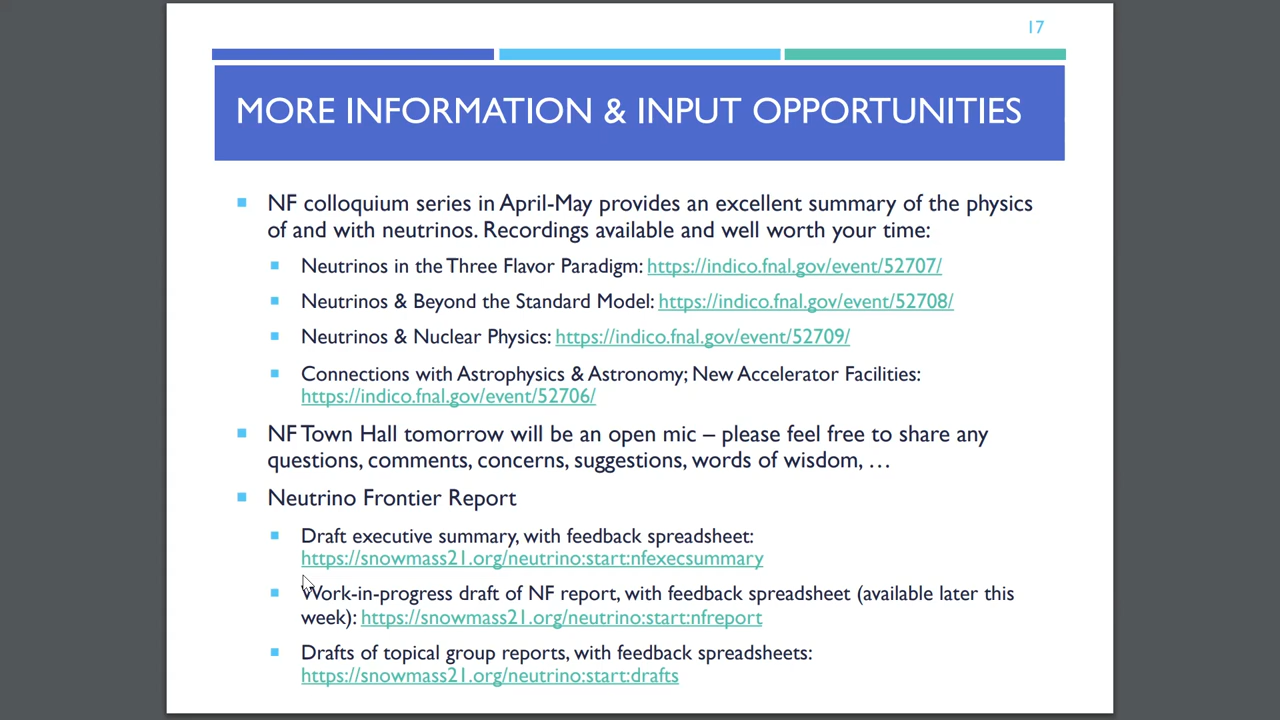 17
MORE INFORMATION & INPUT OPPORTUNITIES
NF colloquium series in April-May provides an excellent summary of the physics
of and with neutrinos. Recordings available and well worth your time:
Neutrinos in the Three Flavor Paradigm: https://indico.fnal.gov/event/52707/
Neutrinos & Beyond the Standard Model: https://indico.fnal.gov/event/52708/
Neutrinos & Nuclear Physics: https://indico.fnal.gov/event/52709/
Connections with Astrophysics & Astronomy; New Accelerator Facilities:
https://indico.fnal.gov/event/52706/
NF Town Hall tomorrow will be an open mic – please feel free to share any
questions, comments, concerns, suggestions, words of wisdom, …
Neutrino Frontier Report
Draft executive summary, with feedback spreadsheet:
https://snowmass21.org/neutrino:start:nfexecsummary
Work-in-progress draft of NF report, with feedback spreadsheet (available later this
week): https://snowmass21.org/neutrino:start:nfreport
Drafts of topical group reports, with feedback spreadsheets:
https://snowmass21.org/neutrino:start:drafts